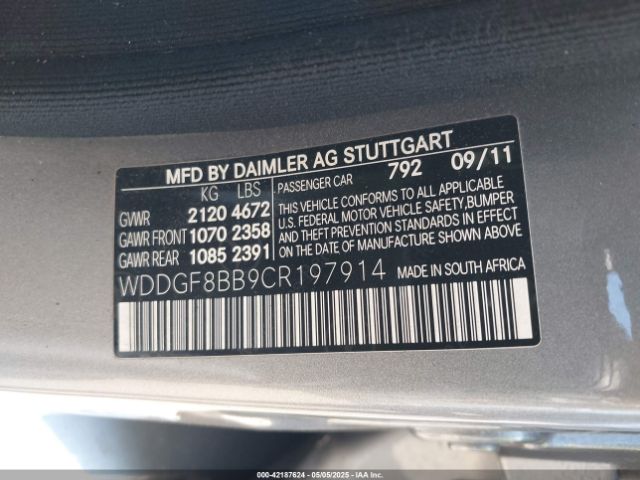 MFD BY DAIMLER AG STUTTGART
KG LBS
GVWR 2120 4672
GAWR FRONT 1070 2358
GAWR REAR 1085 2391
PASSENGER CAR 792 09/11
THIS VEHICLE CONFORMS TO ALL APPLICABLE
U.S. FEDERAL MOTOR VEHICLE SAFETY,BUMPER
AND THEFT PREVENTION STANDARDS IN EFFECT
ON THE DATE OF MANUFACTURE SHOWN ABOVE.
WDDGF8BB9CR197914 MADE IN SOUTH AFRICA
000-42187624 - 05/05/2025 - IAAI.COM